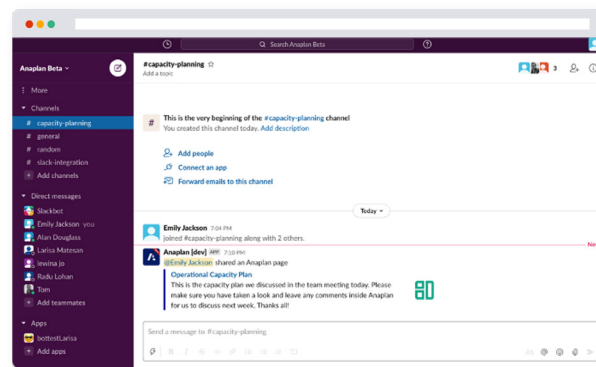 Search Anaplan Beta
Anaplan Beta
More
Channels
# capacity-planning
# general
# random
# slack-integration
+ Add channels
Direct messages
Slackbot
Emily Jackson you
Alan Douglass
Larisa Matesan
iewina jo
Radu Lohan
Tom
+ Add teammates
Apps
bottestLarisa
+ Add apps
#capacity-planning
Add a topic
3
#
This is the very beginning of the #capacity-planning channel
You created this channel today. Add description
Add people
Connect an app
Forward emails to this channel
Today
Emily Jackson 7:04 PM
joined #capacity-planning along with 2 others.
Ne
Anaplan [dev] APP 7:10 PM
@Emily Jackson shared an Anaplan page
Operational Capacity Plan
This is the capacity plan we discussed in the team meeting today. Please
make sure you have taken a look and leave any comments inside Anaplan
for us to discuss next week. Thanks all!
Send a message to #capacity-planning
B I S
Aa @